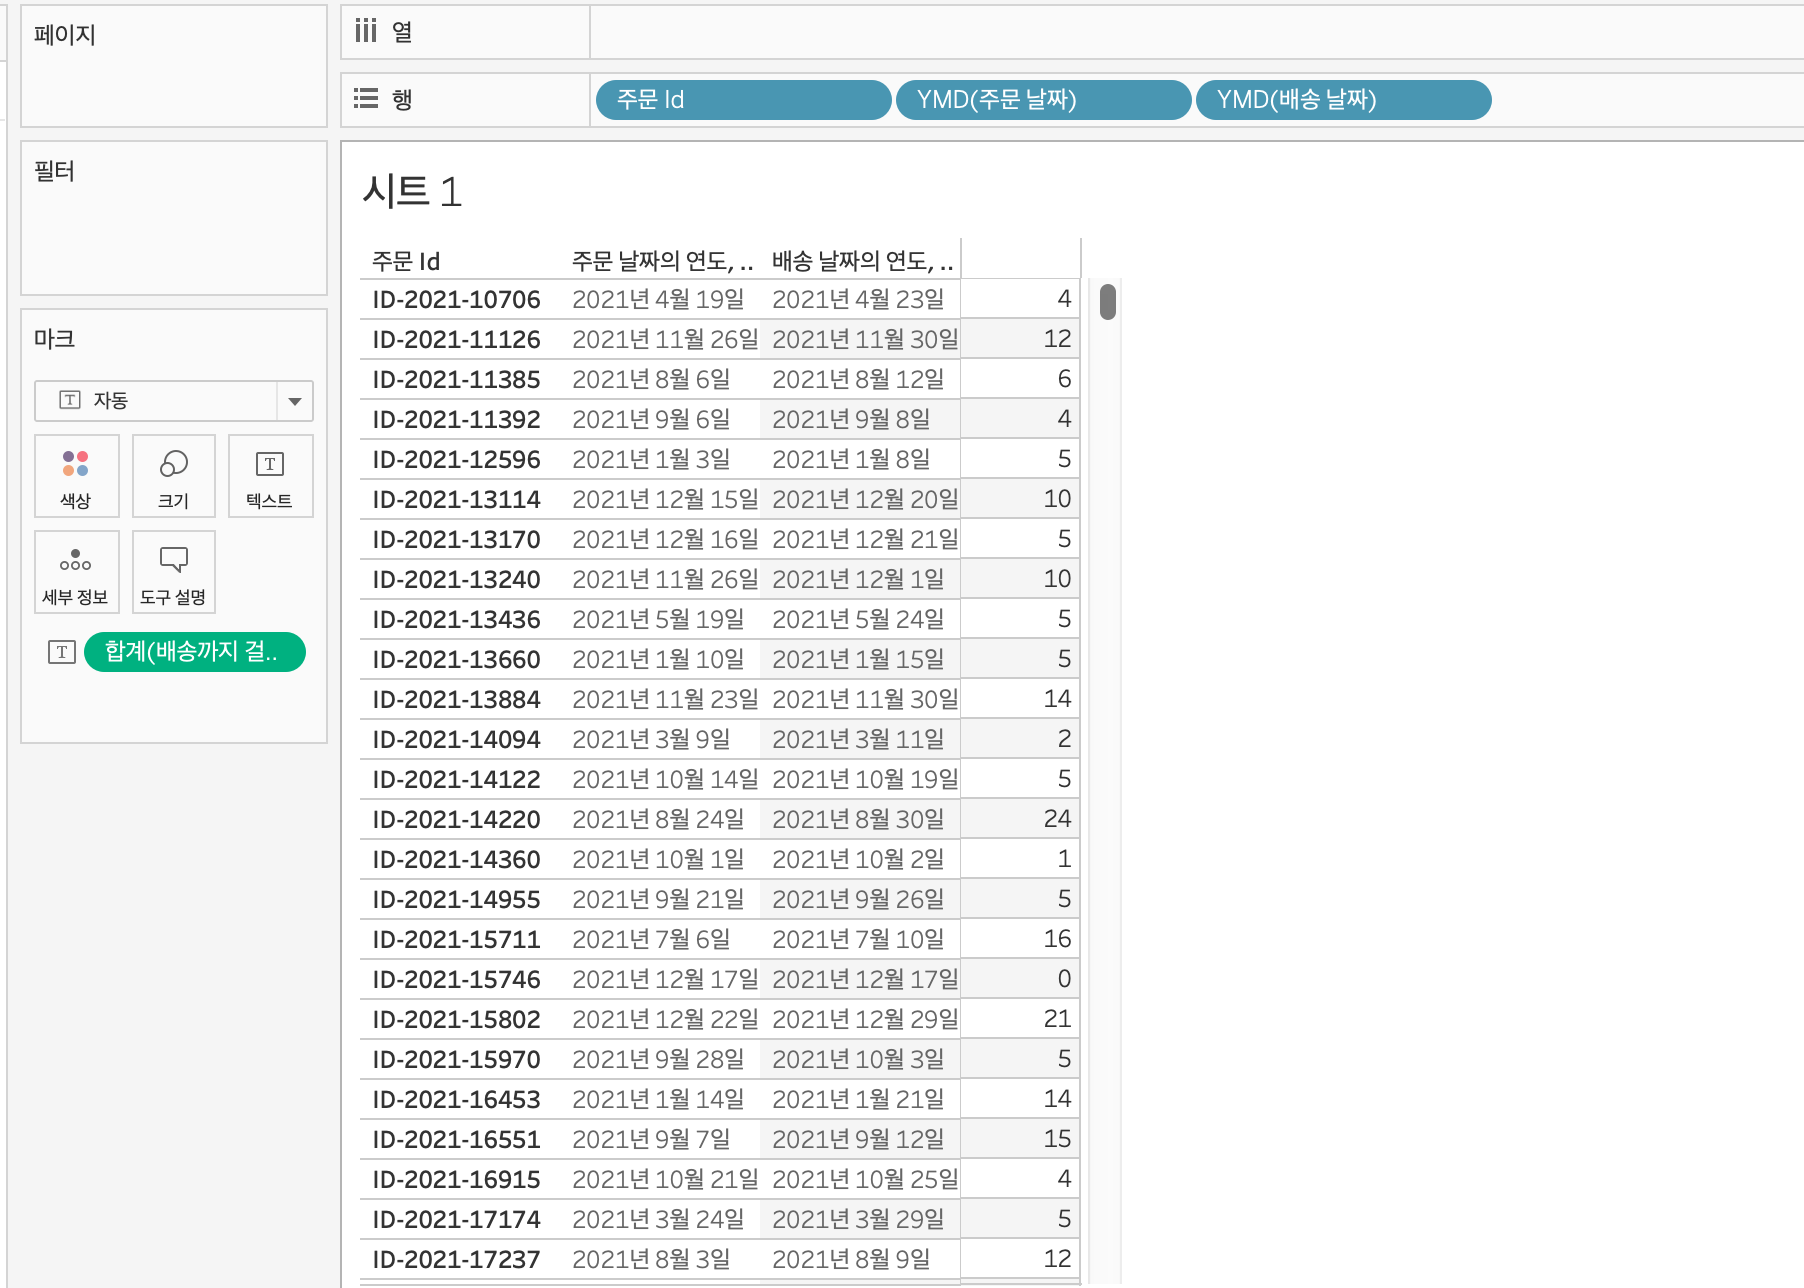 페이지
필터
마크
자동
색상
크기
텍스트
세부 정보
도구 설명
합계(배송까지 걸..
열
행
주문 Id
YMD(주문 날짜)
YMD(배송 날짜)
시트 1
주문 Id 주문 날짜의 연도, .. 배송 날짜의 연도, ..
ID-2021-10706 2021년 4월 19일 2021년 4월 23일 4
ID-2021-11126 2021년 11월 26일 2021년 11월 30일 12
ID-2021-11385 2021년 8월 6일 2021년 8월 12일 6
ID-2021-11392 2021년 9월 6일 2021년 9월 8일 4
ID-2021-12596 2021년 1월 3일 2021년 1월 8일 5
ID-2021-13114 2021년 12월 15일 2021년 12월 20일 10
ID-2021-13170 2021년 12월 16일 2021년 12월 21일 5
ID-2021-13240 2021년 11월 26일 2021년 12월 1일 10
ID-2021-13436 2021년 5월 19일 2021년 5월 24일 5
ID-2021-13660 2021년 1월 10일 2021년 1월 15일 5
ID-2021-13884 2021년 11월 23일 2021년 11월 30일 14
ID-2021-14094 2021년 3월 9일 2021년 3월 11일 2
ID-2021-14122 2021년 10월 14일 2021년 10월 19일 5
ID-2021-14220 2021년 8월 24일 2021년 8월 30일 24
ID-2021-14360 2021년 10월 1일 2021년 10월 2일 1
ID-2021-14955 2021년 9월 21일 2021년 9월 26일 5
ID-2021-15711 2021년 7월 6일 2021년 7월 10일 16
ID-2021-15746 2021년 12월 17일 2021년 12월 17일 0
ID-2021-15802 2021년 12월 22일 2021년 12월 29일 21
ID-2021-15970 2021년 9월 28일 2021년 10월 3일 5
ID-2021-16453 2021년 1월 14일 2021년 1월 21일 14
ID-2021-16551 2021년 9월 7일 2021년 9월 12일 15
ID-2021-16915 2021년 10월 21일 2021년 10월 25일 4
ID-2021-17174 2021년 3월 24일 2021년 3월 29일 5
ID-2021-17237 2021년 8월 3일 2021년 8월 9일 12